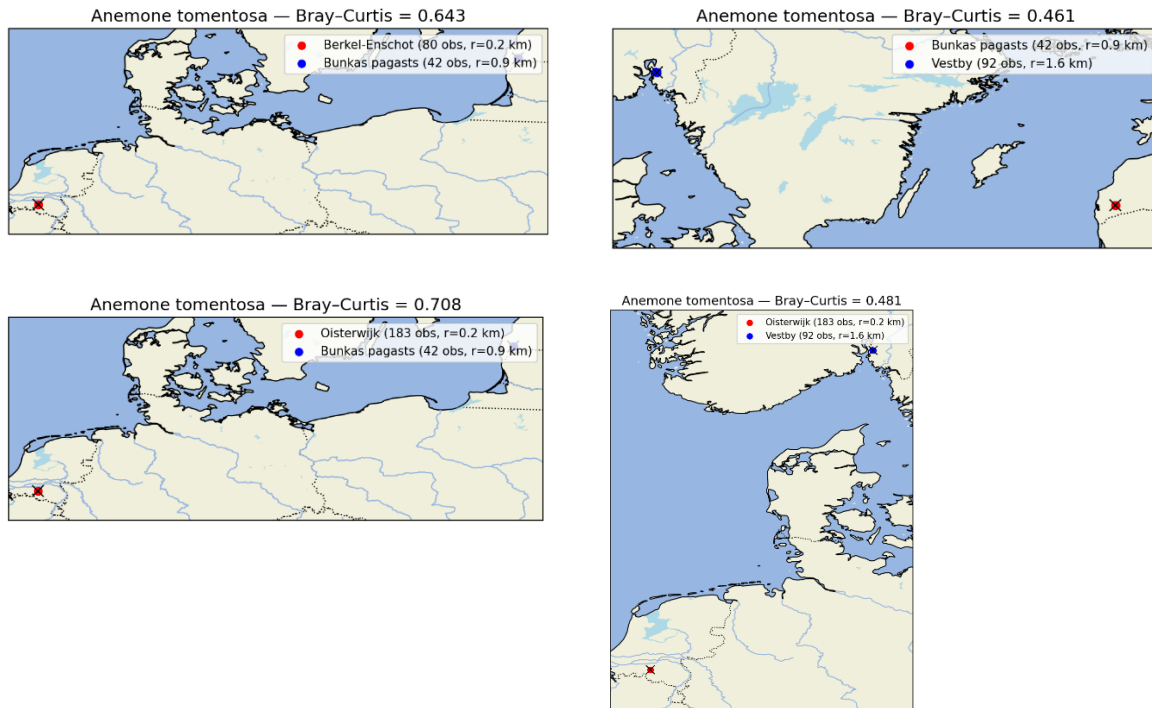 Anemone tomentosa — Bray–Curtis = 0.643
Berkel-Enschot (80 obs, r=0.2 km)
Bunkas pagasts (42 obs, r=0.9 km)
Anemone tomentosa — Bray–Curtis = 0.461
Bunkas pagasts (42 obs, r=0.9 km)
Vestby (92 obs, r=1.6 km)
Anemone tomentosa — Bray–Curtis = 0.708
Oisterwijk (183 obs, r=0.2 km)
Bunkas pagasts (42 obs, r=0.9 km)
Anemone tomentosa — Bray–Curtis = 0.481
Oisterwijk (183 obs, r=0.2 km)
Vestby (92 obs, r=1.6 km)